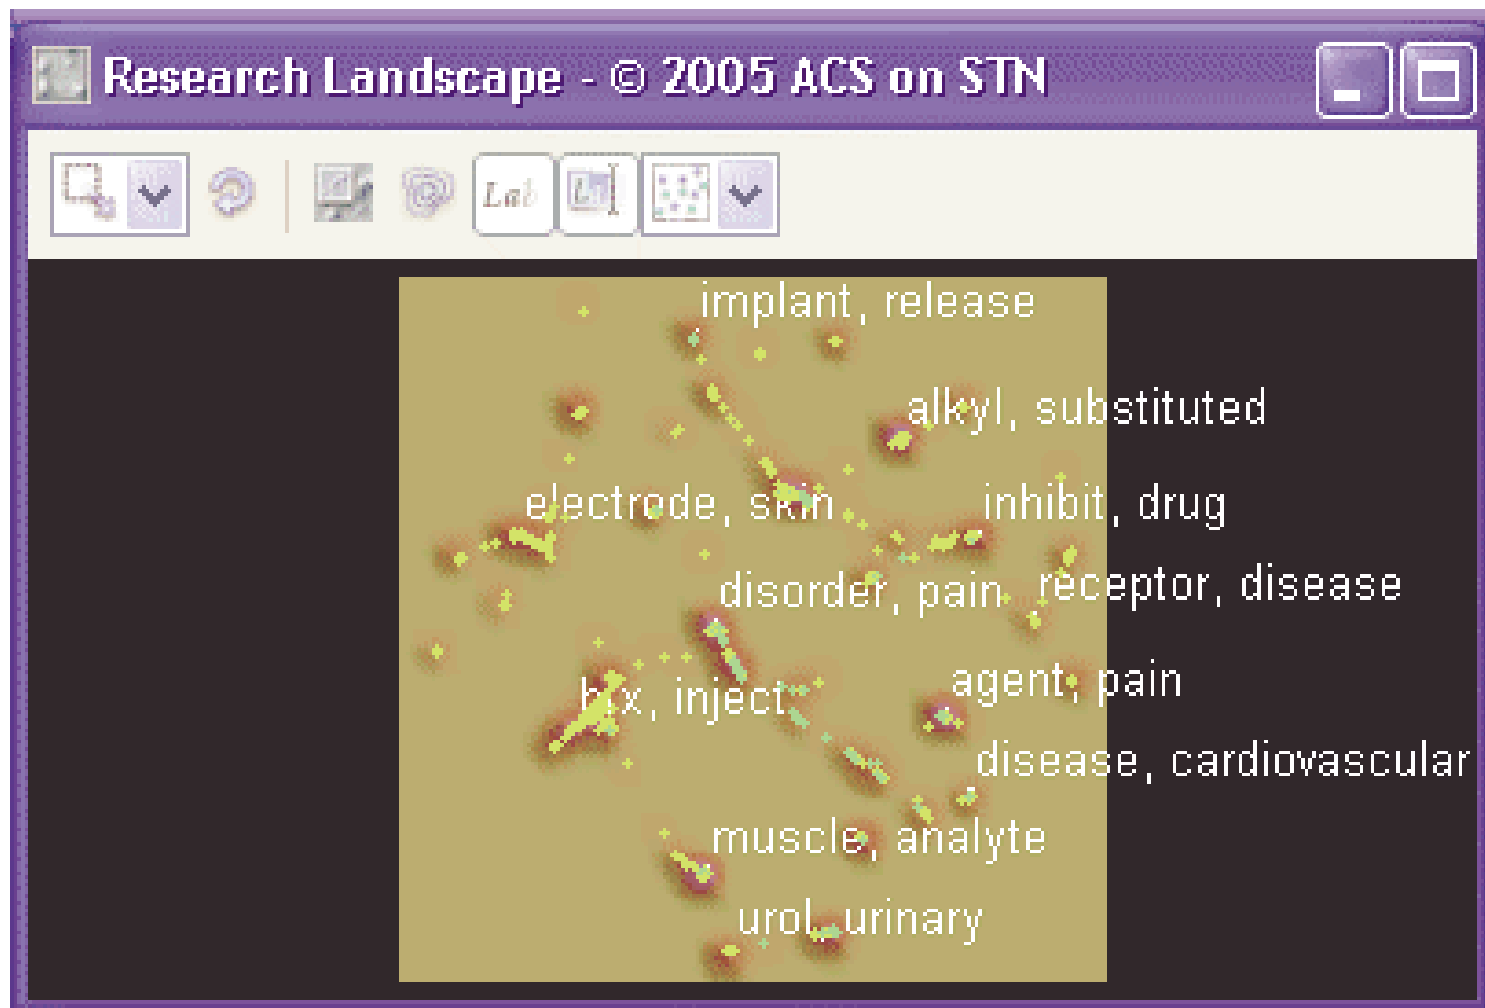 Research Landscape - © 2005 ACS on STN
Lab
implant, release
alkyl, substituted
electrode, skin
inhibit, drug
disorder, pain
receptor, disease
agent, pain
inject
disease, cardiovascular
muscle, analyte
urol, urinary